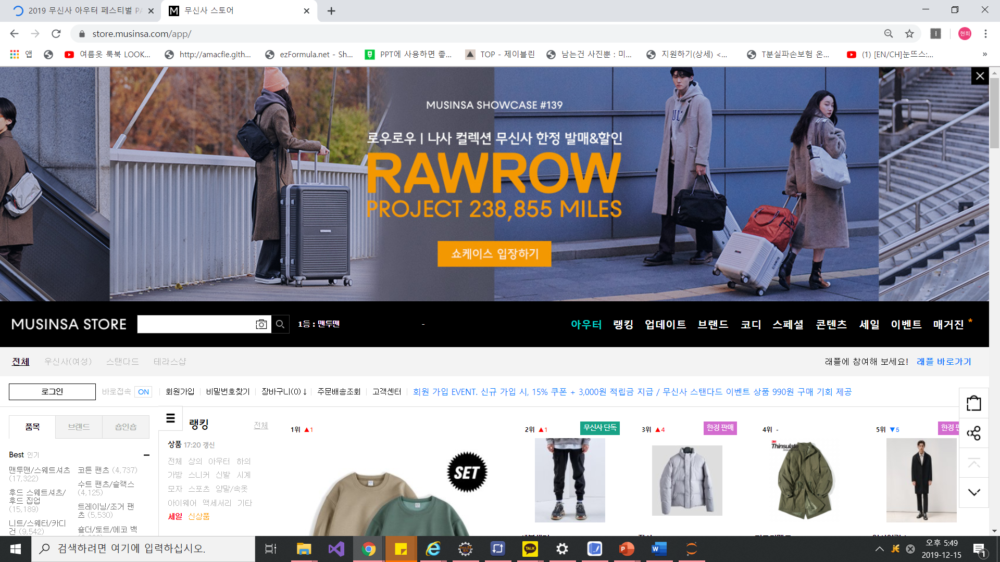 2019 무신사 아우터 페스티벌 PA
무신사 스토어
store.musinsa.com/app/
현희
앱
여름옷 룩북 LOOK...
http://amacfie.gith...
ezFormula.net - Sh...
PPT에 사용하면 좋...
TOP - 제이블린
남는건 사진뿐 : 미...
지원하기(상세) <...
T분실파손보험 온...
(1) [EN/CH]눈뜨스:...
»
MUSINSA SHOWCASE #139
로우로우 | 나사 컬렉션 무신사 한정 발매&할인
RAWROW
PROJECT 238,855 MILES
쇼케이스 입장하기
MUSINSA STORE
1등 : 맨투맨
-
아우터 랭킹 업데이트 브랜드 코디 스페셜 콘텐츠 세일 이벤트 매거진 *
전체 우신사(여성) 스탠다드 테라스샵
래플에 참여해 보세요! 래플 바로가기
로그인
바로접속 ON
회원가입 비밀번호찾기 장바구니(0)↓ 주문배송조회 고객센터
회원 가입 EVENT. 신규 가입 시, 15% 쿠폰 + 3,000원 적립금 지급 / 무신사 스탠다드 이벤트 상품 990원 구매 기회 제공
품목 브랜드 숍인숍
Best 인기
맨투맨/스웨트셔츠
(17,322)
후드 스웨트셔츠/
후드 집업
(15,189)
니트/스웨터/카디
건 (9,542)
코튼 팬츠 (4,737)
수트 팬츠/슬랙스
(4,125)
트레이닝/조거 팬
츠 (5,530)
숄더/토트/에코 백
랭킹
전체
상품 17:20 갱신
전체 상의 아우터 하의
가방 스니커 신발 시계
모자 스포츠 양말/속옷
아이웨어 액세서리 기타
세일 신상품
1위 ▲1
SET
2위 ▲1
무신사 단독
3위 ▲4
한정 판매
4위 -
3M
Thinsulate
5위 ▼5
한정
검색하려면 여기에 입력하십시오.
TALK
오후 5:49
2019-12-15
1